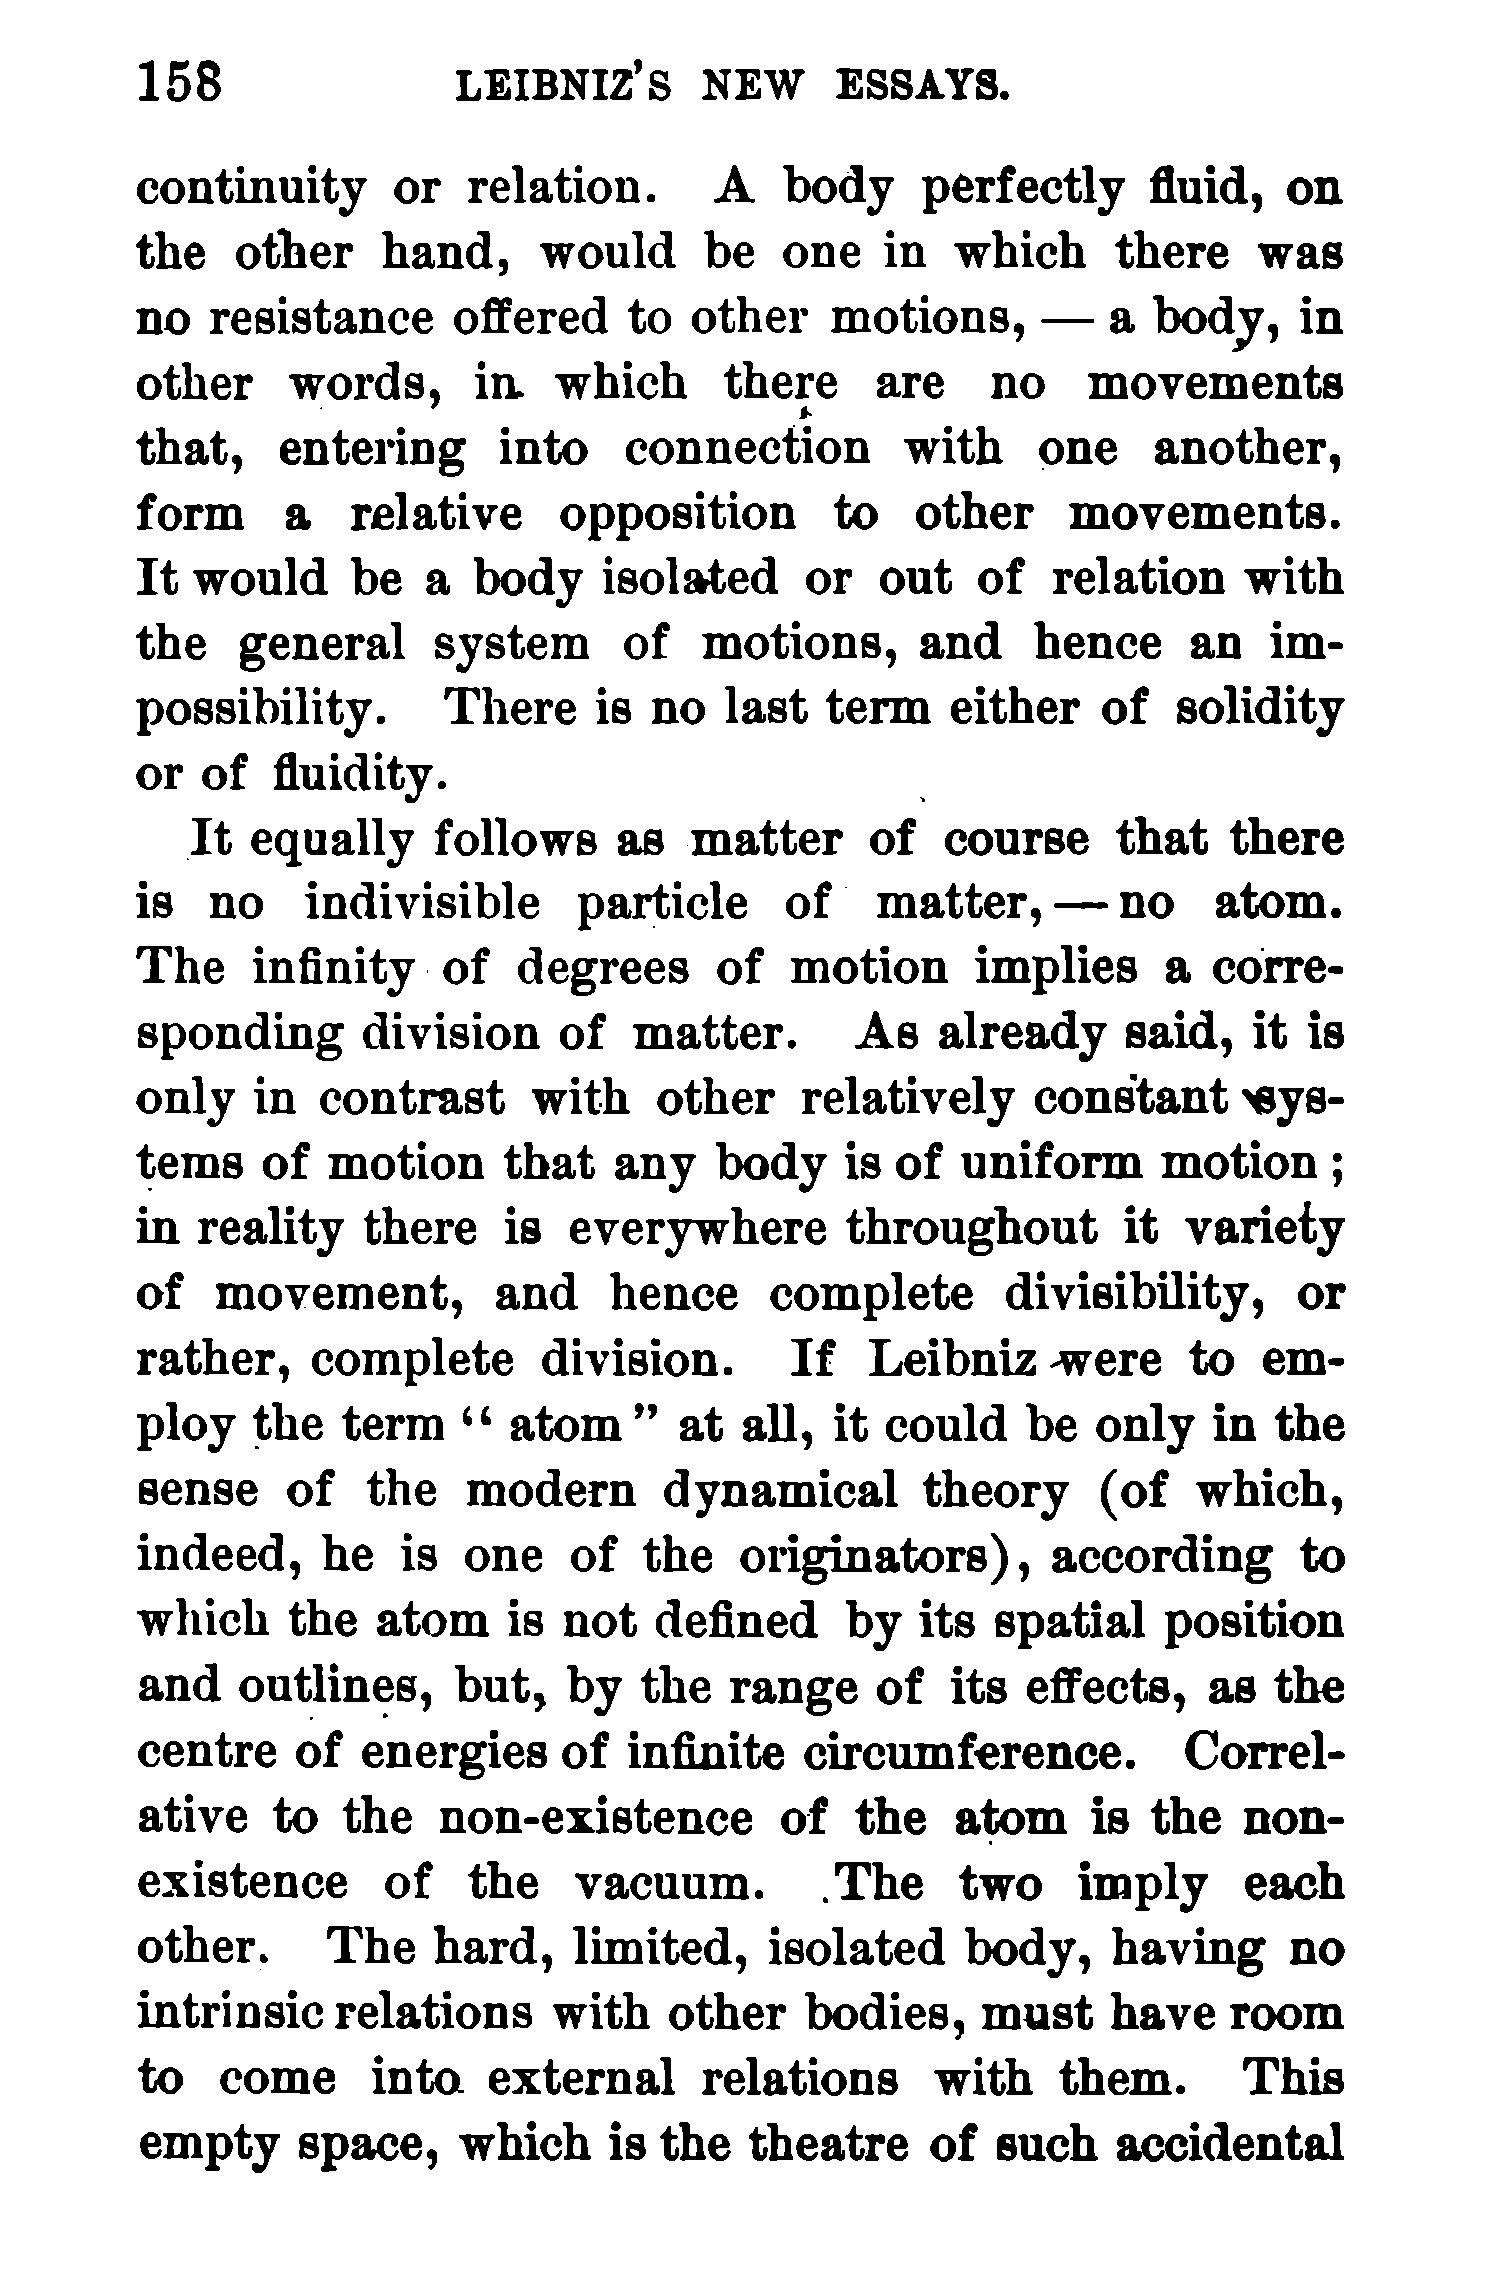 158 LEIBNIZ'S NEW ESSAYS.
continuity or relation. A body perfectly fluid, on
the other hand, would be one in which there was
no resistance offered to other motions, — a body, in
other words, in which there are no movements
that, entering into connection with one another,
form a relative opposition to other movements.
It would be a body isolated or out of relation with
the general system of motions, and hence an im-
possibility. There is no last term either of solidity
or of fluidity.
It equally follows as matter of course that there
is no indivisible particle of matter, — no atom.
The infinity of degrees of motion implies a corre-
sponding division of matter. As already said, it is
only in contrast with other relatively constant sys-
tems of motion that any body is of uniform motion ;
in reality there is everywhere throughout it variety
of movement, and hence complete divisibility, or
rather, complete division. If Leibniz were to em-
ploy the term “ atom ” at all, it could be only in the
sense of the modern dynamical theory (of which,
indeed, he is one of the originators), according to
which the atom is not defined by its spatial position
and outlines, but, by the range of its effects, as the
centre of energies of infinite circumference. Correl-
ative to the non-existence of the atom is the non-
existence of the vacuum. The two imply each
other. The hard, limited, isolated body, having no
intrinsic relations with other bodies, must have room
to come into external relations with them. This
empty space, which is the theatre of such accidental